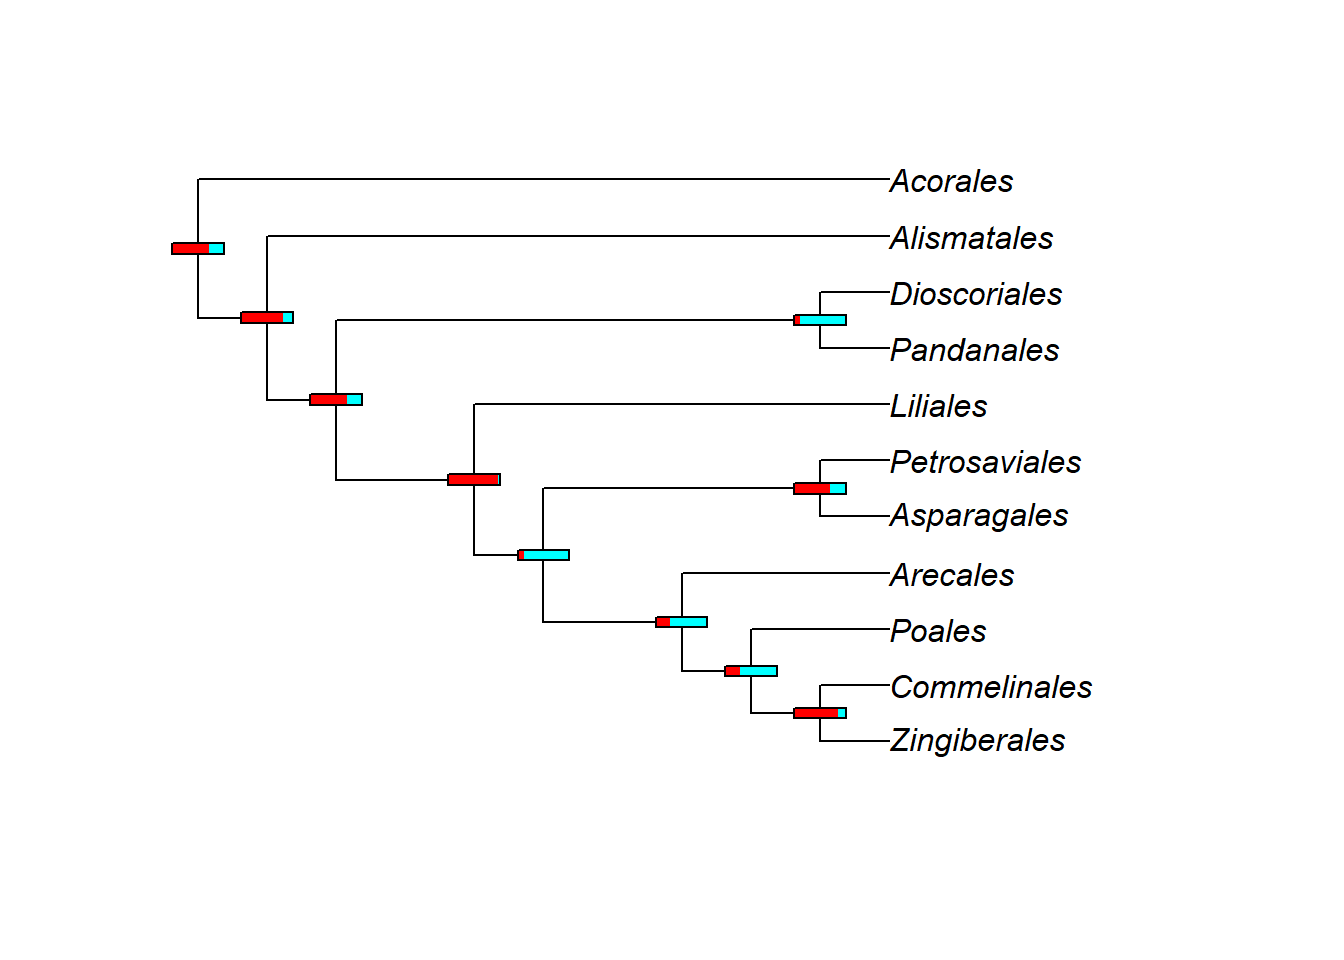 Acorales
Alismatales
Dioscoriales
Pandanales
Liliales
Petrosaviales
Asparagales
Arecales
Poales
Commelinales
Zingiberales